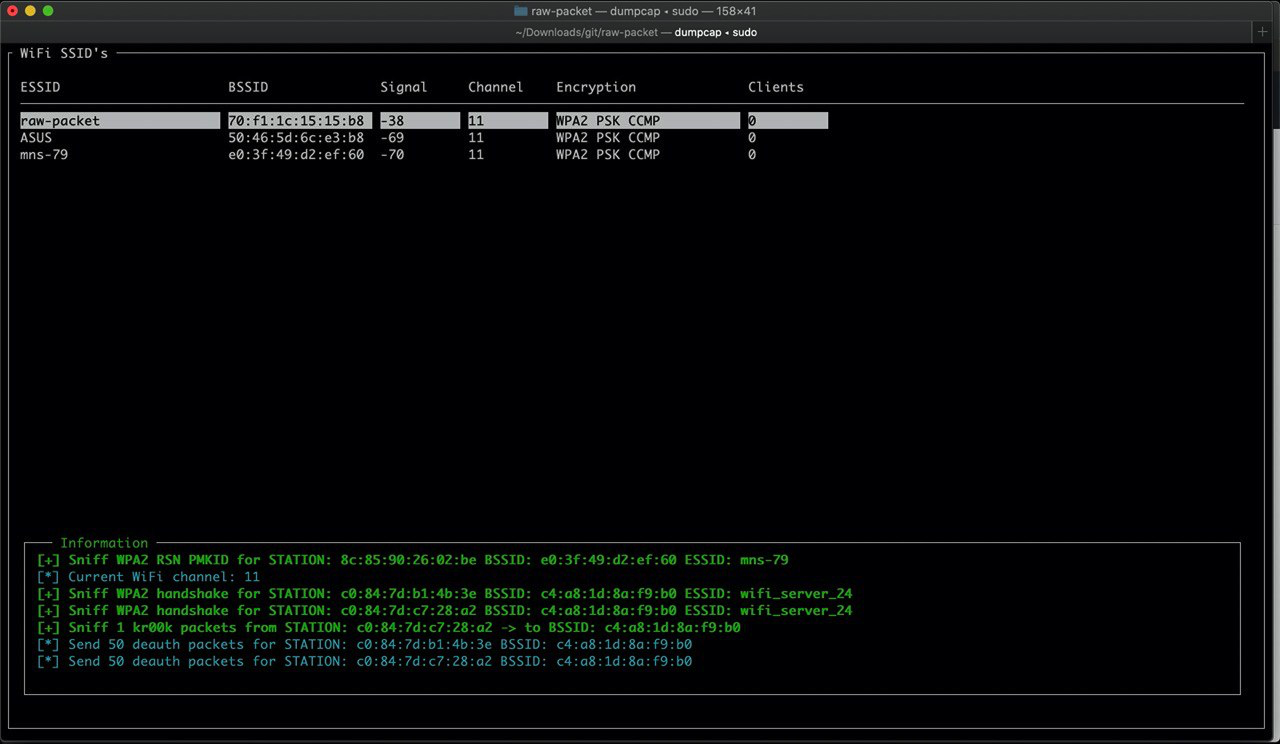 raw-packet — dumpcap • sudo — 158×41
~/Downloads/git/raw-packet — dumpcap • sudo
WiFi SSID's
ESSID BSSID Signal Channel Encryption Clients
raw-packet 70:f1:1c:15:15:b8 -38 11 WPA2 PSK CCMP 0
ASUS 50:46:5d:6c:e3:b8 -69 11 WPA2 PSK CCMP 0
mns-79 e0:3f:49:d2:ef:60 -70 11 WPA2 PSK CCMP 0
Information
[+] Sniff WPA2 RSN PMKID for STATION: 8c:85:90:26:02:be BSSID: e0:3f:49:d2:ef:60 ESSID: mns-79
[*] Current WiFi channel: 11
[+] Sniff WPA2 handshake for STATION: c0:84:7d:b1:4b:3e BSSID: c4:a8:1d:8a:f9:b0 ESSID: wifi_server_24
[+] Sniff WPA2 handshake for STATION: c0:84:7d:c7:28:a2 BSSID: c4:a8:1d:8a:f9:b0 ESSID: wifi_server_24
[+] Sniff 1 kr00k packets from STATION: c0:84:7d:c7:28:a2 -> to BSSID: c4:a8:1d:8a:f9:b0
[*] Send 50 deauth packets for STATION: c0:84:7d:b1:4b:3e BSSID: c4:a8:1d:8a:f9:b0
[*] Send 50 deauth packets for STATION: c0:84:7d:c7:28:a2 BSSID: c4:a8:1d:8a:f9:b0